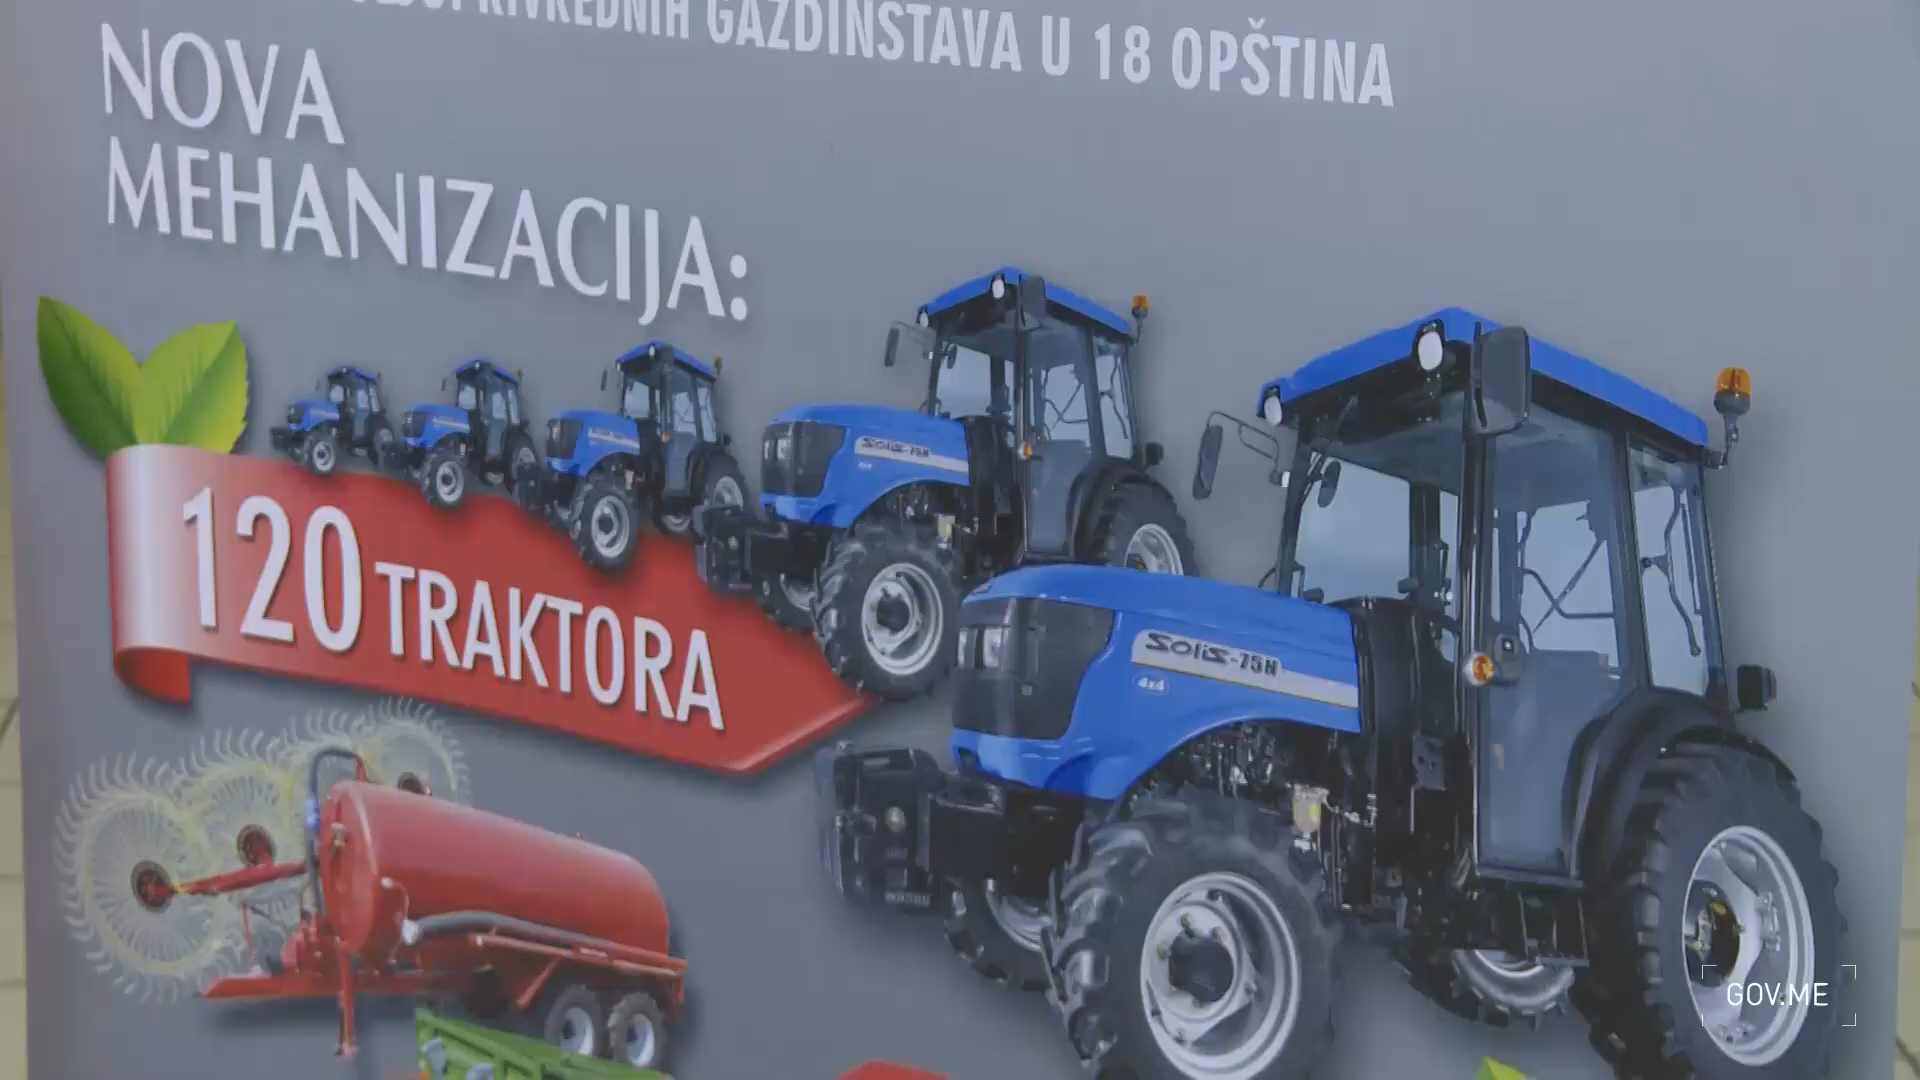 GAZDINSTAVA U 18 OPŠTINA
NOVA
MEHANIZACIJA:
120 TRAKTORA
SOLIS-75N
SOLIS-75N
4x4
GOV.ME